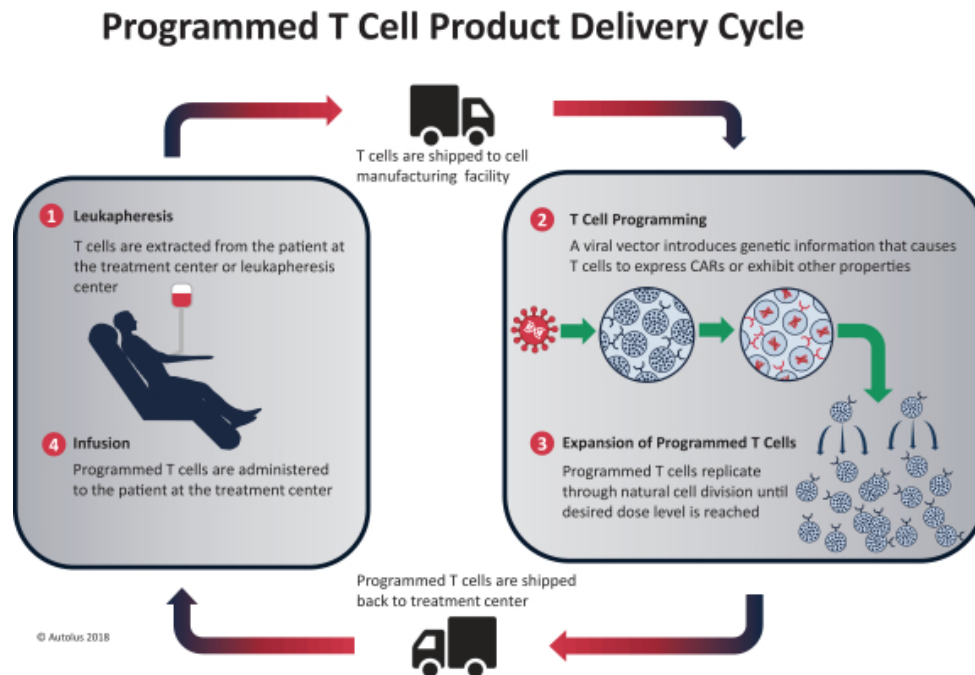 Programmed T Cell Product Delivery Cycle
T cells are shipped to cell
manufacturing facility
1 Leukapheresis
T cells are extracted from the patient at
the treatment center or leukapheresis
center
4 Infusion
Programmed T cells are administered
to the patient at the treatment center
2 T Cell Programming
A viral vector introduces genetic information that causes
T cells to express CARs or exhibit other properties
3 Expansion of Programmed T Cells
Programmed T cells replicate
through natural cell division until
desired dose level is reached
Programmed T cells are shipped
back to treatment center
© Autolus 2018